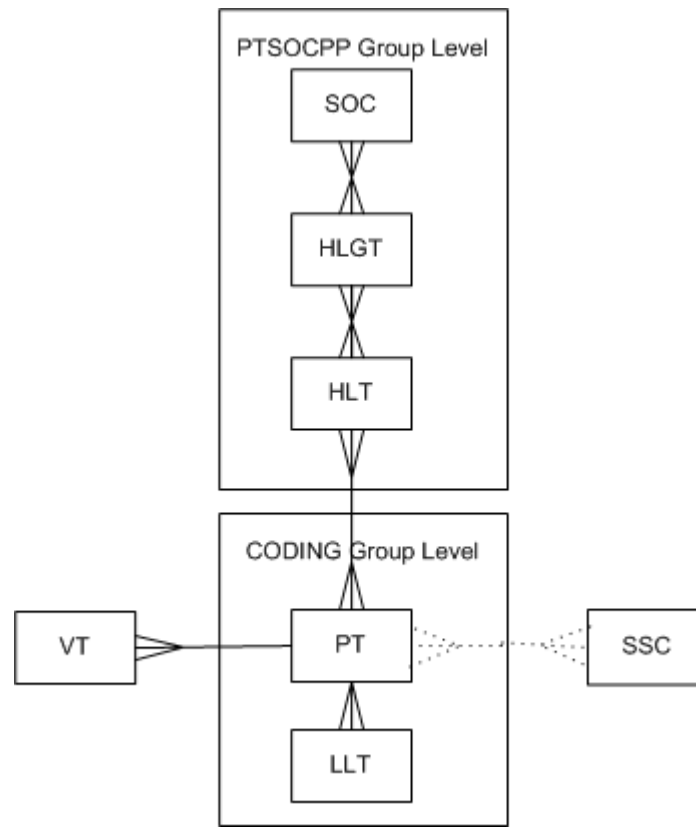 PTSOCPP Group Level
SOC
HLGT
HLT
CODING Group Level
VT
PT
SSC
LLT